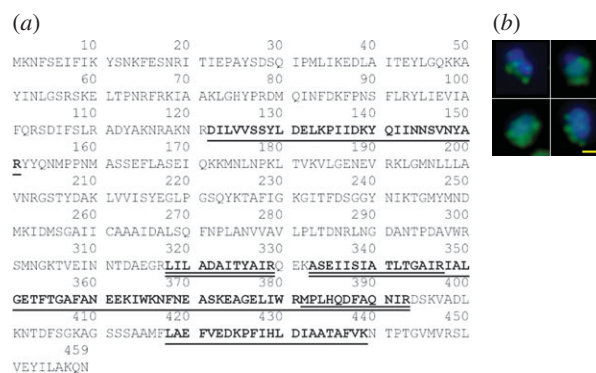 (a)
(b)
10 20 30 40 50
MKNFSEIFIK YSNKFESNRI TIEPAYSDSQ IPMLIKEDLA ITEYLGQKKA
60 70 80 90 100
YINLGSRSKE LTPNRFRKIA AKLGHYPRDM QINFDKFPNS FLRYLIEVIA
110 120 130 140 150
FQRSDIFSLR ADYAKNRAKN RDILVVSSYL DELKPIIDKY QIINNSVNYA
160 170 180 190 200
RYYQNMPPNM ASSEFLASEI QKKMNLNPKL TVKVLGENEV RKLGMNLLLA
210 220 230 240 250
VNRGSTYDAK LVVISYEGLP GSQYKTAFIG KGITFDSGGY NIKTGMYMND
260 270 280 290 300
MKIDMSGAII CAAAIDALSQ FNPLANVVAV LPLTDNRLNG DANTPDAVWR
310 320 330 340 350
SMNGKTVEIN NTDAEGRLIL ADAITYAIRQ EKASEIISIA TLTGAIRIAL
360 370 380 390 400
GETFTGAFAN EEKIWKNFNE ASKEAGELIW RMPLHQDFAQ NIRDSKVADL
410 420 430 440 450
KNTDFSGKAG SSSAAMFLAE FVEDKPFIHL DIAATAFVKN TPTGVMVRSL
459
VEYILAKQN